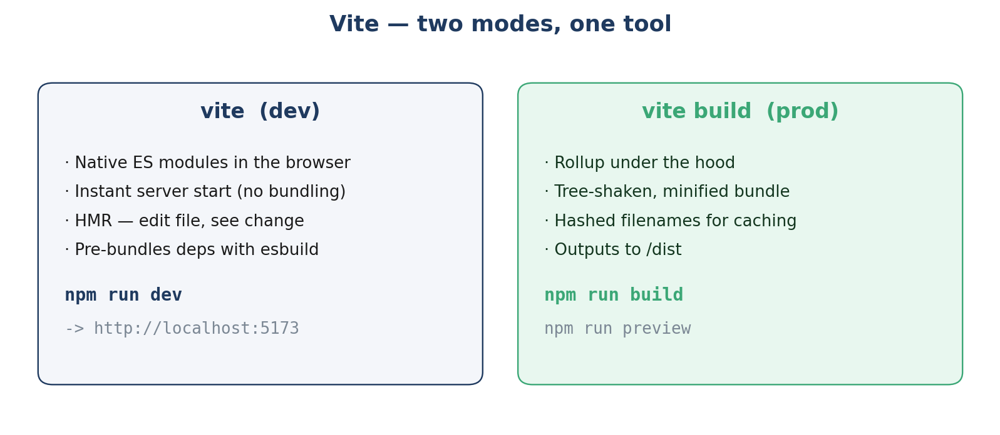 Vite — two modes, one tool
vite (dev)
· Native ES modules in the browser
· Instant server start (no bundling)
· HMR — edit file, see change
· Pre-bundles deps with esbuild
npm run dev
-> http://localhost:5173
vite build (prod)
· Rollup under the hood
· Tree-shaken, minified bundle
· Hashed filenames for caching
· Outputs to /dist
npm run build
npm run preview